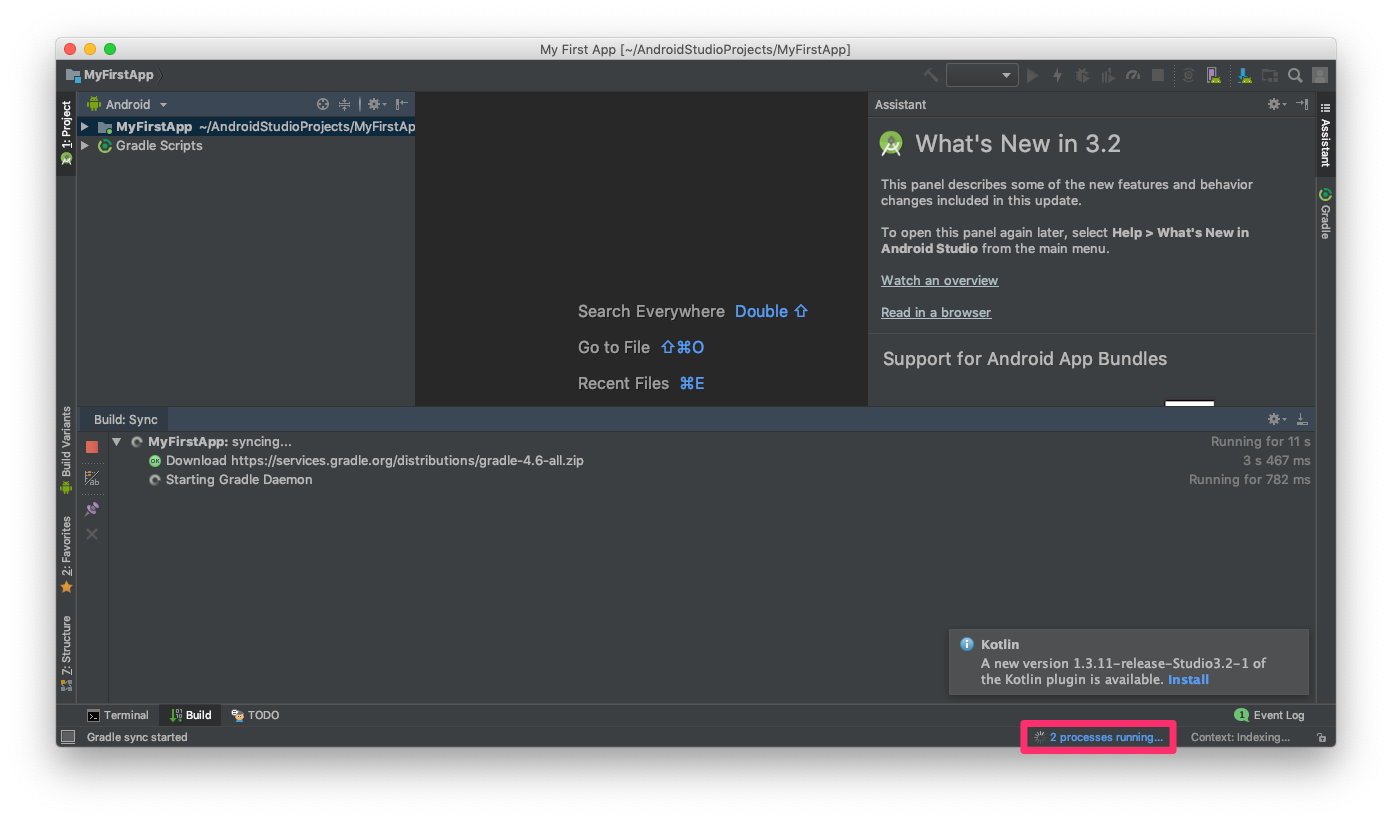 My First App [~/AndroidStudioProjects/MyFirstApp]
MyFirstApp
1: Project
Android
MyFirstApp ~/AndroidStudioProjects/MyFirstAp
Gradle Scripts
Search Everywhere Double ⇧
Go to File ⇧⌘O
Recent Files ⌘E
Assistant
What's New in 3.2
This panel describes some of the new features and behavior
changes included in this update.
To open this panel again later, select Help > What's New in
Android Studio from the main menu.
Watch an overview
Read in a browser
Support for Android App Bundles
Assistant
Gradle
Build Variants
2: Favorites
7: Structure
Build: Sync
MyFirstApp: syncing... Running for 11 s
OK Download https://services.gradle.org/distributions/gradle-4.6-all.zip 3 s 467 ms
Starting Gradle Daemon Running for 782 ms
Kotlin
A new version 1.3.11-release-Studio3.2-1 of
the Kotlin plugin is available. Install
Terminal Build TODO 1 Event Log
Gradle sync started 2 processes running... Context: Indexing...